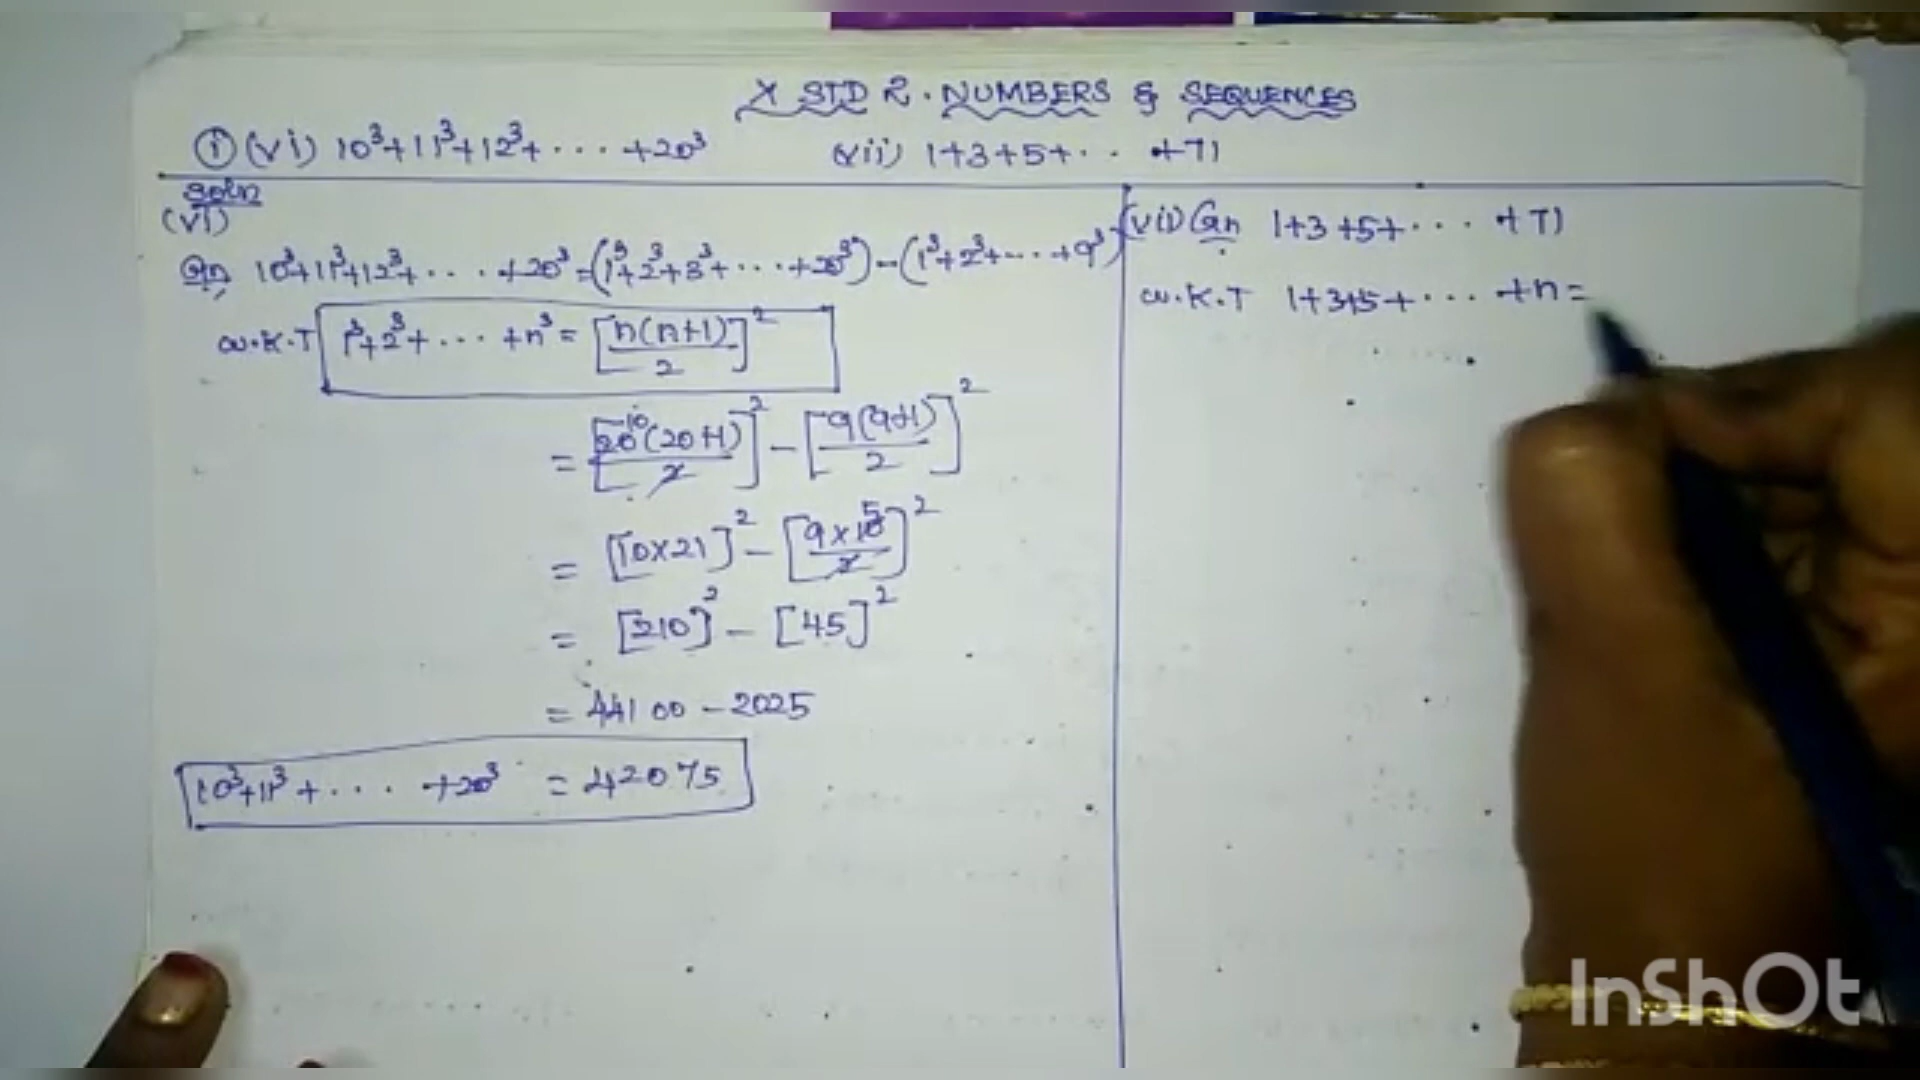 X STD 2. NUMBERS & SEQUENCES
① (vi) 10³+11³+12³+ . . . +20³ (vii) 1+3+5+ . . +71
Soln
(vi)
Gn 10³+11³+12³+ . . . +20³=(1³+2³+3³+ . . . +20³)-(1³+2³+ . . . +9³)
w.k.T 1³+2³+ . . . +n³ = [n(n+1)/2]²
= [20(20+1)/2]² - [9(9+1)/2]²
10
= [10×21]² - [9×10/2]²
5
= [210]² - [45]²
= 44100 - 2025
10³+11³+ . . . . +20³ = 42075
(vii) Gn 1+3+5+ . . . +71
w.k.T 1+3+5+ . . . +n=
InShOt